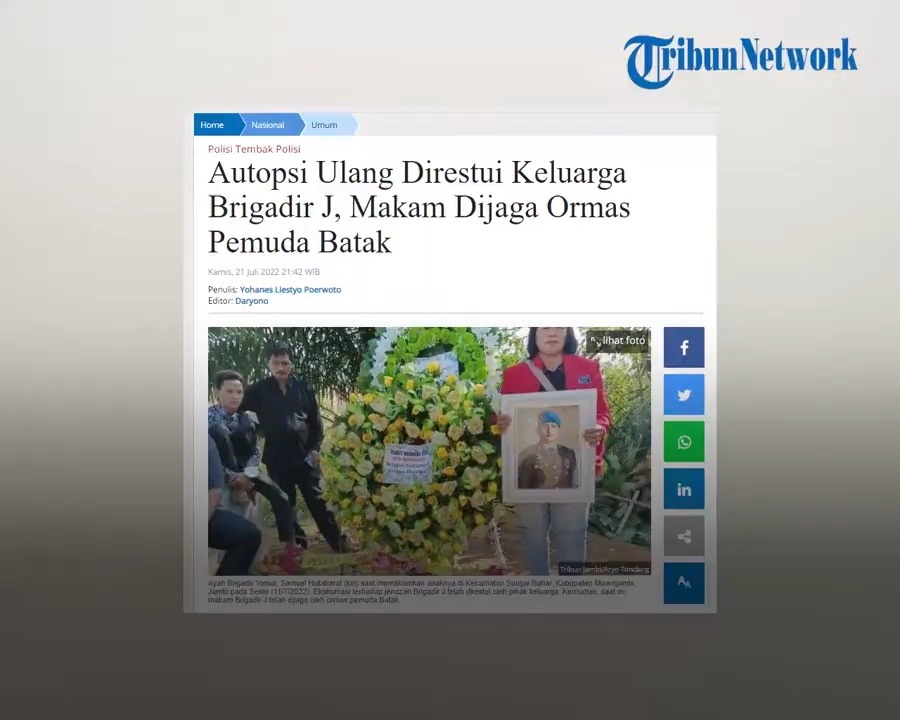 TribunNetwork
Home Nasional Umum
Polisi Tembak Polisi
Autopsi Ulang Direstui Keluarga
Brigadir J, Makam Dijaga Ormas
Pemuda Batak
Kamis, 21 Juli 2022 21:42 WIB
Penulis: Yohanes Liestyo Poerwoto
Editor: Daryono
lihat foto
Tribun Jambi/Aryo Tondang
Ayah Brigade Yosua, Samuel Hutabarat (kiri) saat memakamkan anaknya di Kecamatan Sungai Bahar, Kabupaten Muarojambi,
Jambi pada Senin (11/7/2022). Ekshumasi terhadap jenazah Brigadir J telah direstui oleh pihak keluarga. Kemudian, saat ini
makam Brigadir J telah dijaga oleh ormas pemuda Batak.